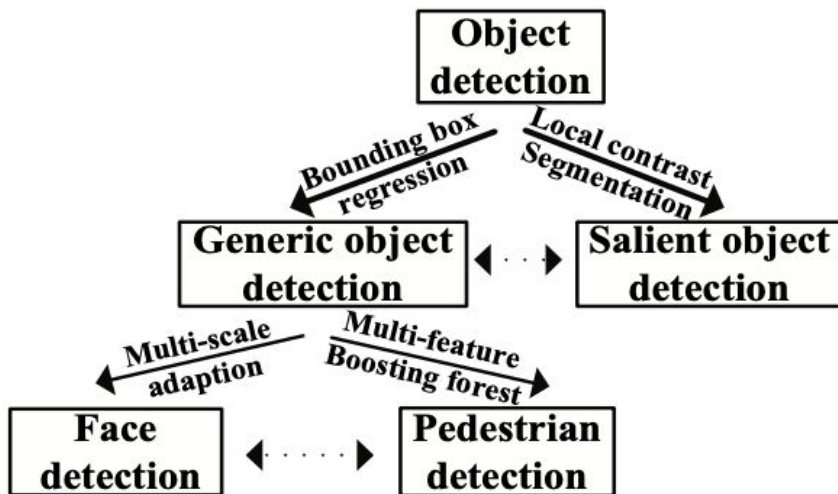 Object
detection
Bounding box
regression
Local contrast
Segmentation
Generic object
detection
Salient object
detection
Multi-scale
adaption
Multi-feature
Boosting forest
Face
detection
Pedestrian
detection